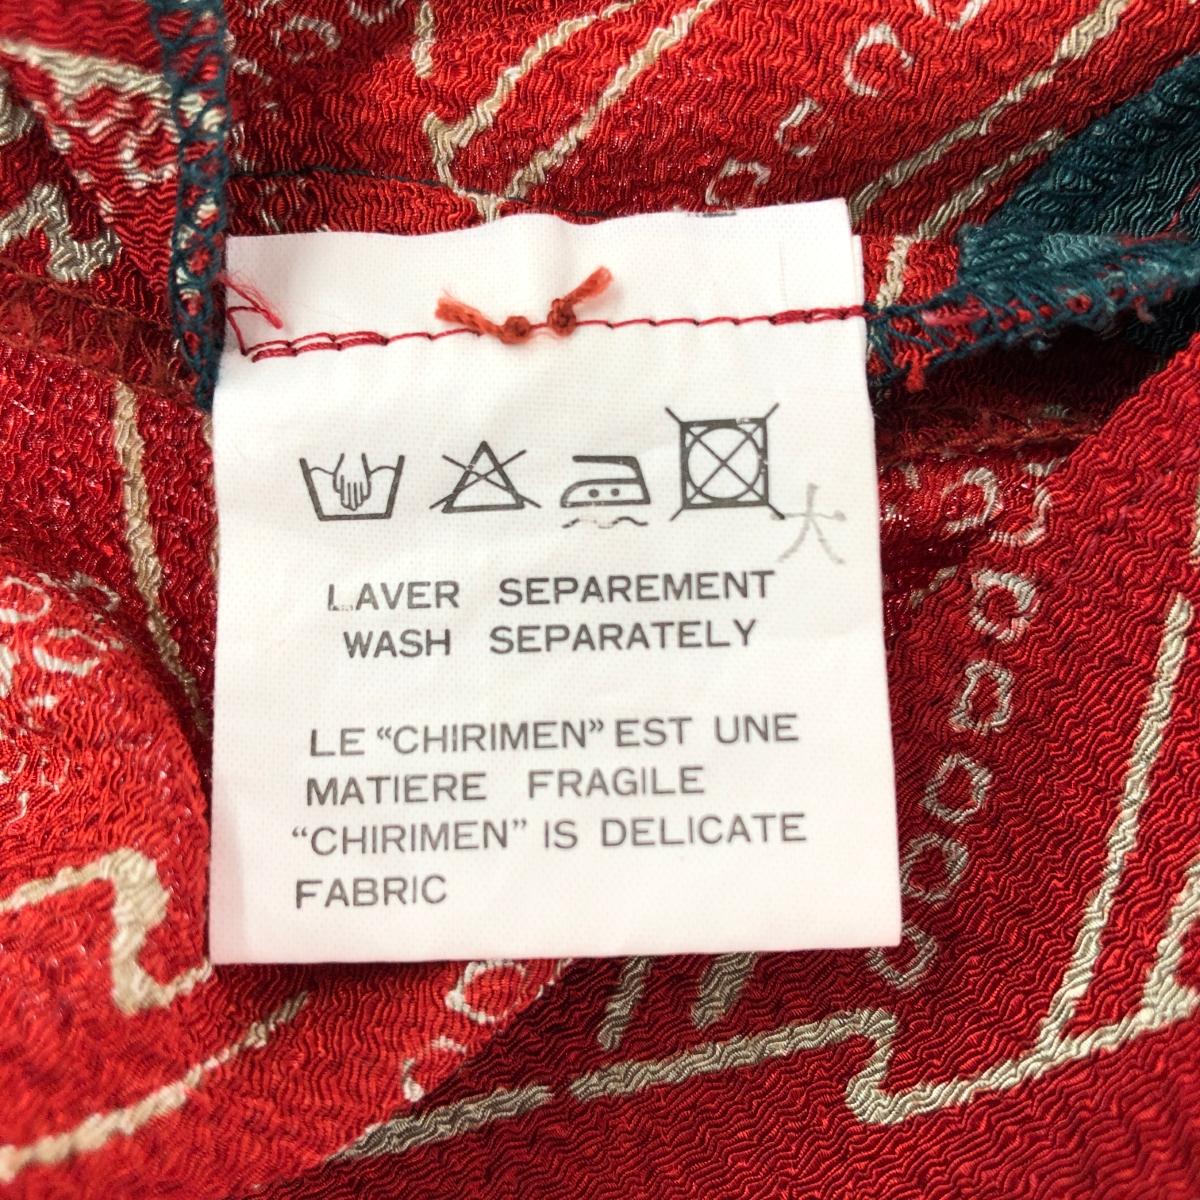 大
LAVER SEPAREMENT
WASH SEPARATELY
LE “CHIRIMEN” EST UNE
MATIERE FRAGILE
“CHIRIMEN” IS DELICATE
FABRIC